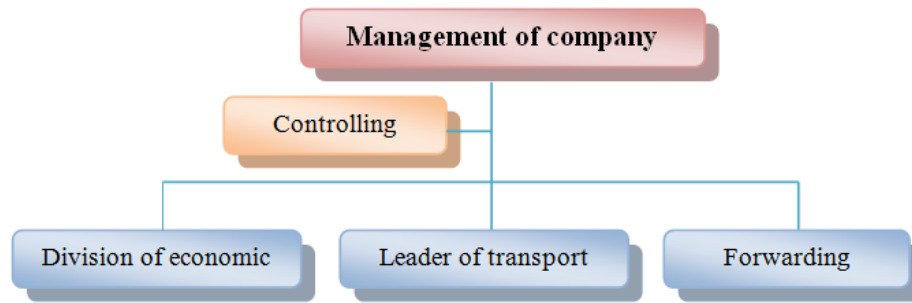 Management of company
Controlling
Division of economic
Leader of transport
Forwarding